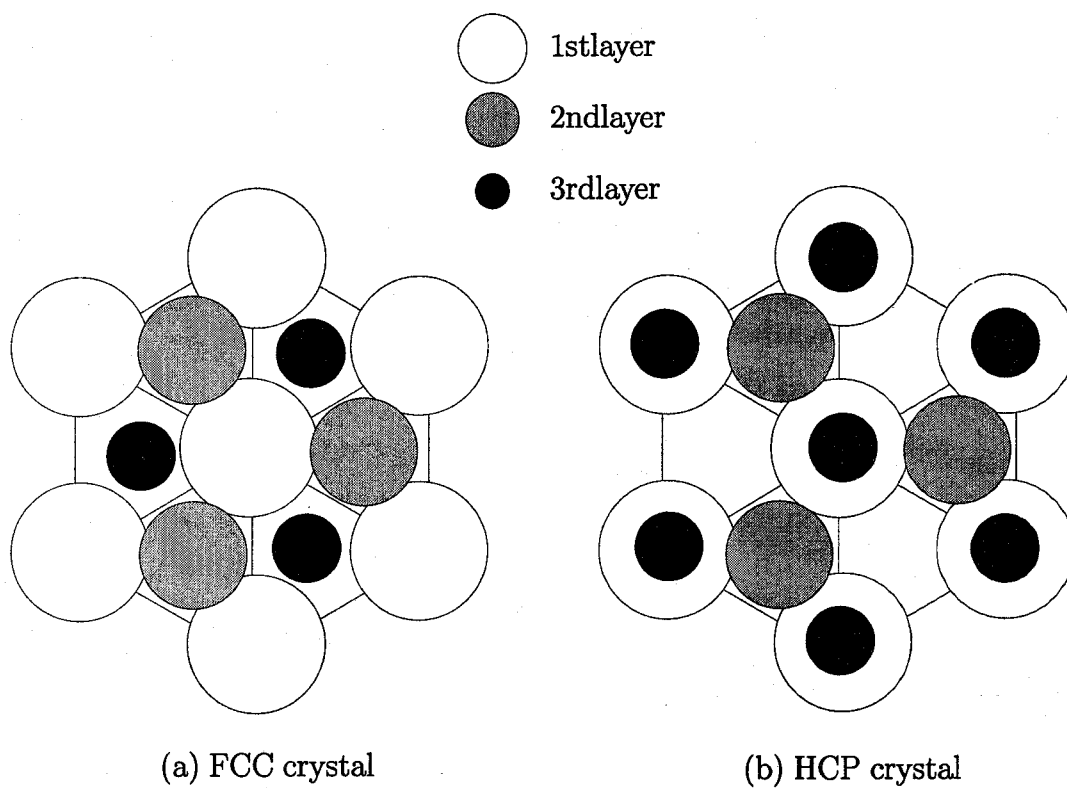 1stlayer
2ndlayer
3rdlayer
(a) FCC crystal
(b) HCP crystal